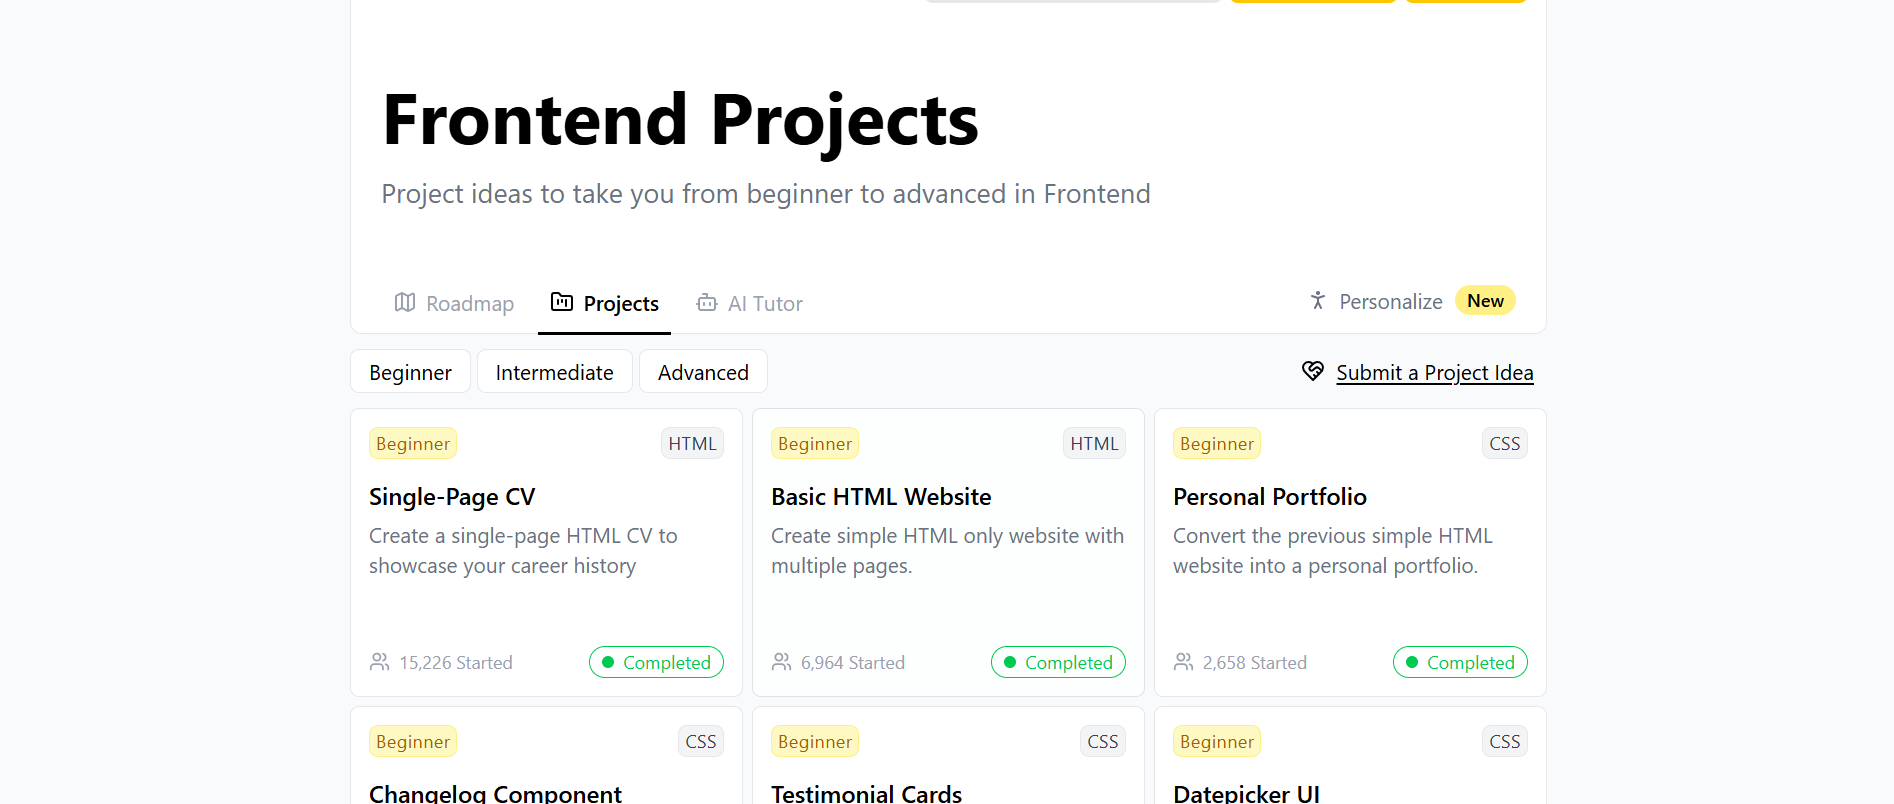 Frontend Projects
Project ideas to take you from beginner to advanced in Frontend
Roadmap
Projects
AI Tutor
Personalize
New
Beginner
Intermediate
Advanced
Submit a Project Idea
Beginner
HTML
Single-Page CV
Create a single-page HTML CV to
showcase your career history
15,226 Started
Completed
Beginner
HTML
Basic HTML Website
Create simple HTML only website with
multiple pages.
6,964 Started
Completed
Beginner
CSS
Personal Portfolio
Convert the previous simple HTML
website into a personal portfolio.
2,658 Started
Completed
Beginner
CSS
Changelog Component
Beginner
CSS
Testimonial Cards
Beginner
CSS
Datepicker UI